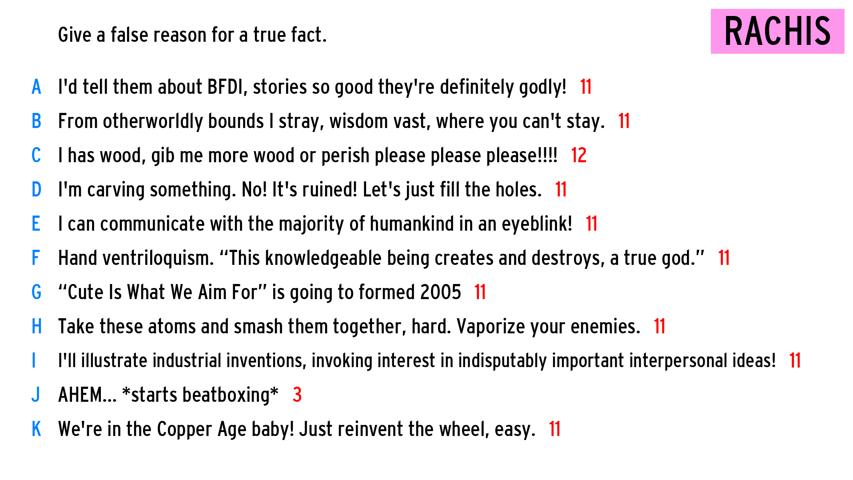 Give a false reason for a true fact.
RACHIS
A I'd tell them about BFDI, stories so good they're definitely godly! 11
B From otherworldly bounds I stray, wisdom vast, where you can't stay. 11
C I has wood, gib me more wood or perish please please please!!!! 12
D I'm carving something. No! It's ruined! Let's just fill the holes. 11
E I can communicate with the majority of humankind in an eyeblink! 11
F Hand ventriloquism. “This knowledgeable being creates and destroys, a true god.” 11
G “Cute Is What We Aim For” is going to formed 2005 11
H Take these atoms and smash them together, hard. Vaporize your enemies. 11
I I'll illustrate industrial inventions, invoking interest in indisputably important interpersonal ideas! 11
J AHEM... *starts beatboxing* 3
K We're in the Copper Age baby! Just reinvent the wheel, easy. 11